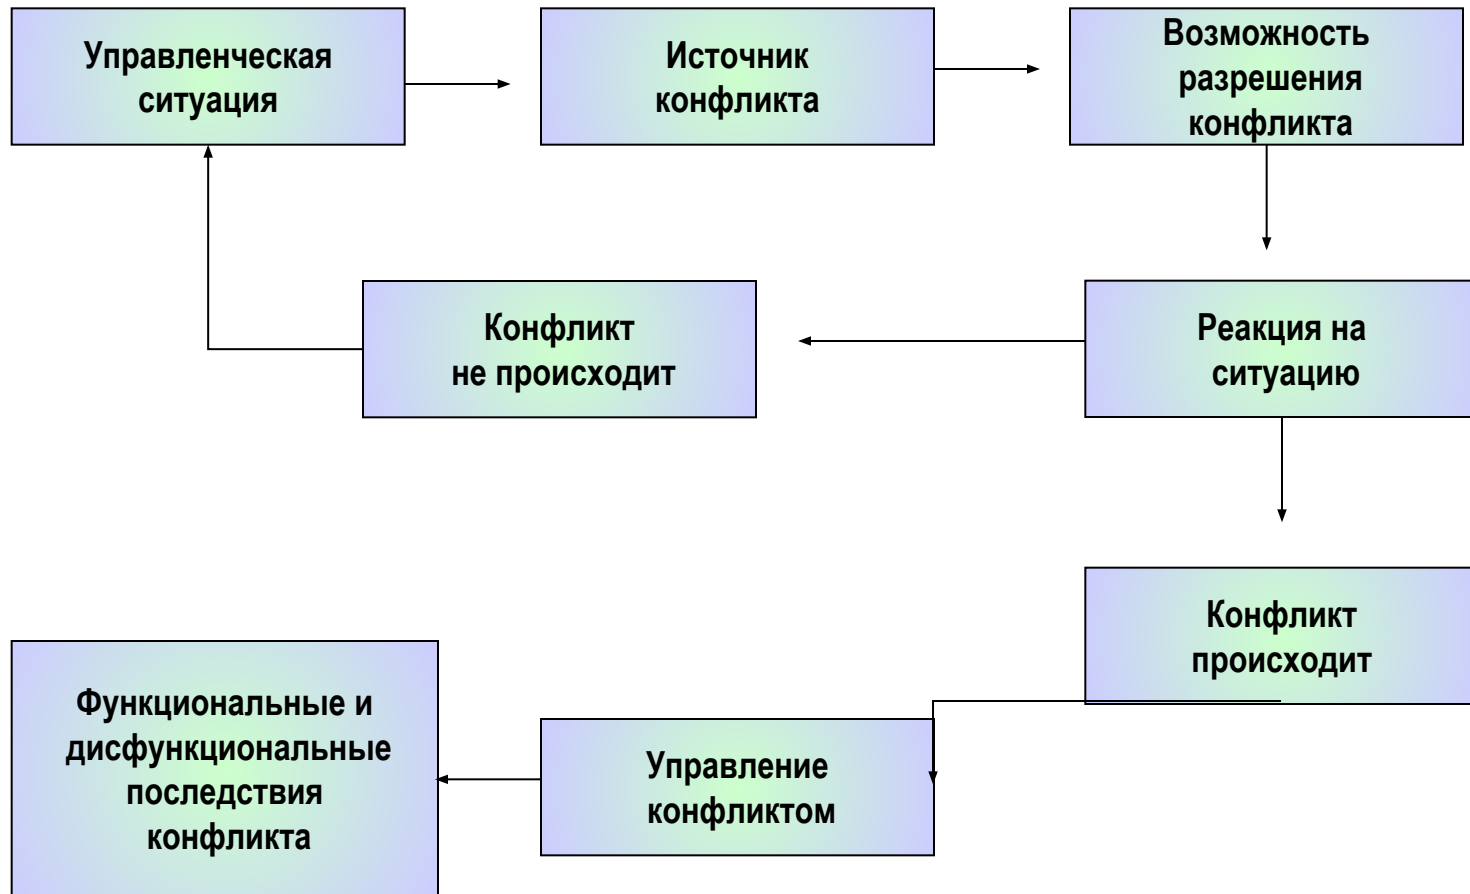 Управленческая
ситуация
Источник
конфликта
Возможность
разрешения
конфликта
Конфликт
не происходит
Реакция на
ситуацию
Конфликт
происходит
Функциональные и
дисфункциональные
последствия
конфликта
Управление
конфликтом